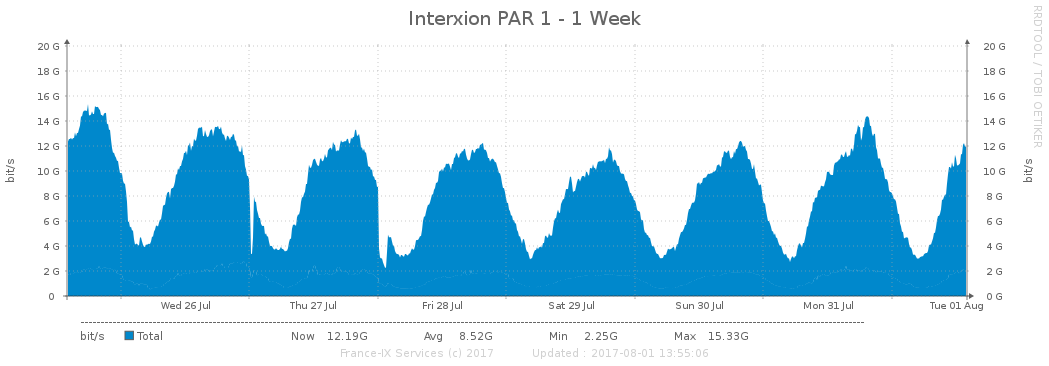 Interxion PAR 1 - 1 Week
RRDTOOL / TOBI OETIKER
20 G 20 G
18 G 18 G
16 G 16 G
14 G 14 G
12 G 12 G
10 G 10 G
8 G 8 G
6 G 6 G
4 G 4 G
2 G 2 G
0 0 G
bit/s
bit/s
Wed 26 Jul Thu 27 Jul Fri 28 Jul Sat 29 Jul Sun 30 Jul Mon 31 Jul Tue 01 Aug
bit/s Total Now 12.19G Avg 8.52G Min 2.25G Max 15.33G
France-IX Services (c) 2017 Updated : 2017-08-01 13:55:06